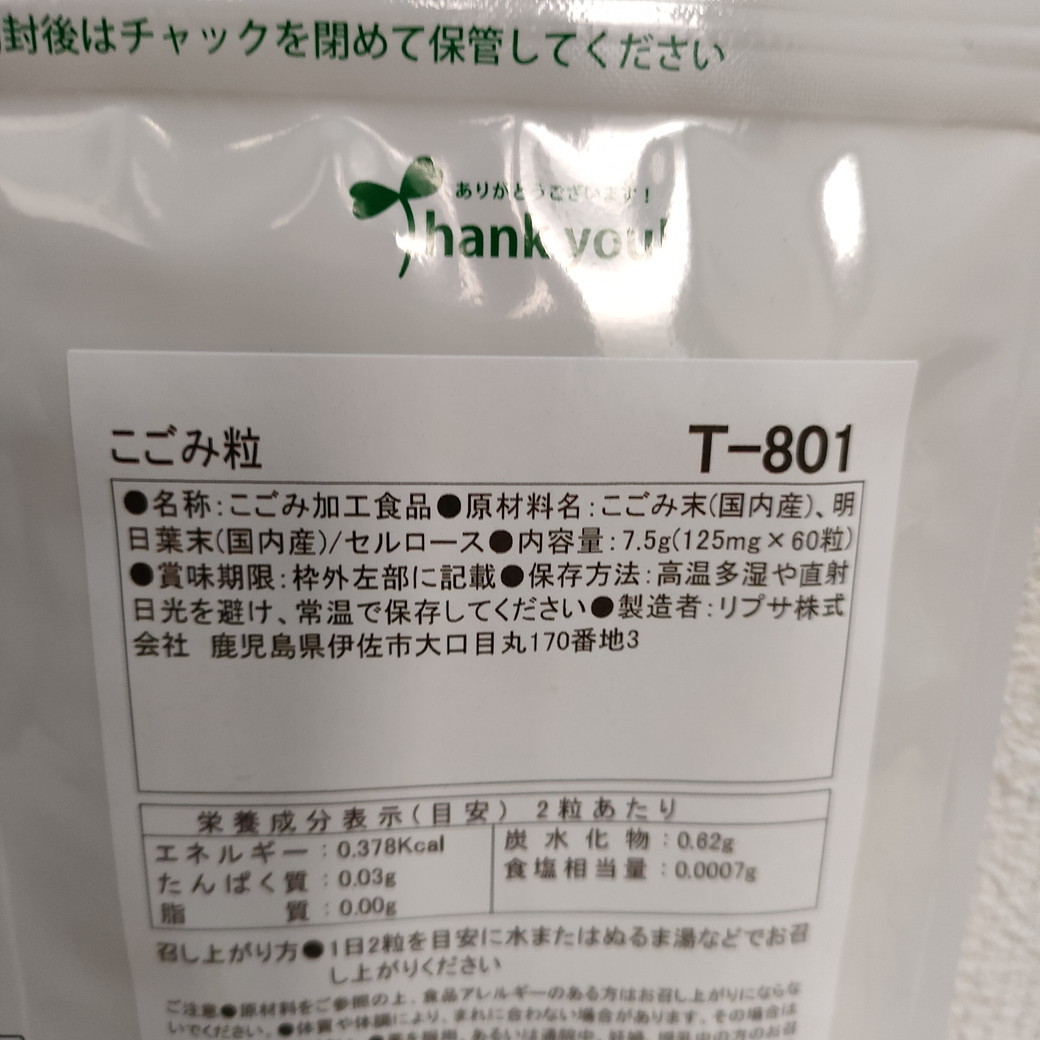 封後はチャックを閉めて保管してください
ありがとうございます!
Thank you!
こごみ粒
T-801
●名称:こごみ加工食品●原材料名:こごみ末(国内産)、明
日葉末(国内産)/セルロース●内容量:7.5g(125mg×60粒)
●賞味期限:枠外左部に記載●保存方法:高温多湿や直射
日光を避け、常温で保存してください●製造者:リプサ株式
会社 鹿児島県伊佐市大口目丸170番地3
栄養成分表示(目安) 2粒あたり
エネルギー:0.378Kcal
たんぱく質:0.03g
脂質:0.00g
炭水化物:0.62g
食塩相当量:0.0007g
召し上がり方●1日2粒を目安に水またはぬるま湯などでお召
し上がりください
ご注意●原材料をご参照の上、食品アレルギーのある方はお召し上がりにならな
いでください。●体質や体調により、まれに合わない場合があります。その場合は